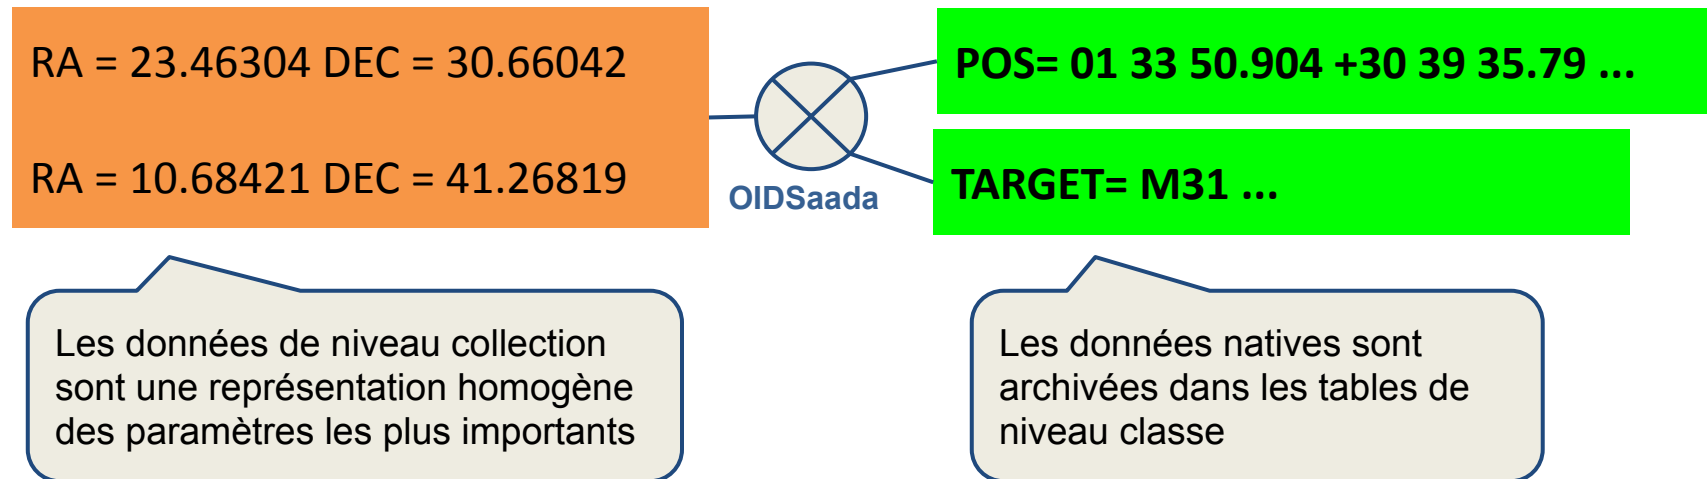 RA = 23.46304 DEC = 30.66042
RA = 10.68421 DEC = 41.26819
OIDSaada
POS= 01 33 50.904 +30 39 35.79 ...
TARGET= M31 ...
Les données de niveau collection
sont une représentation homogène
des paramètres les plus importants
Les données natives sont
archivées dans les tables de
niveau classe